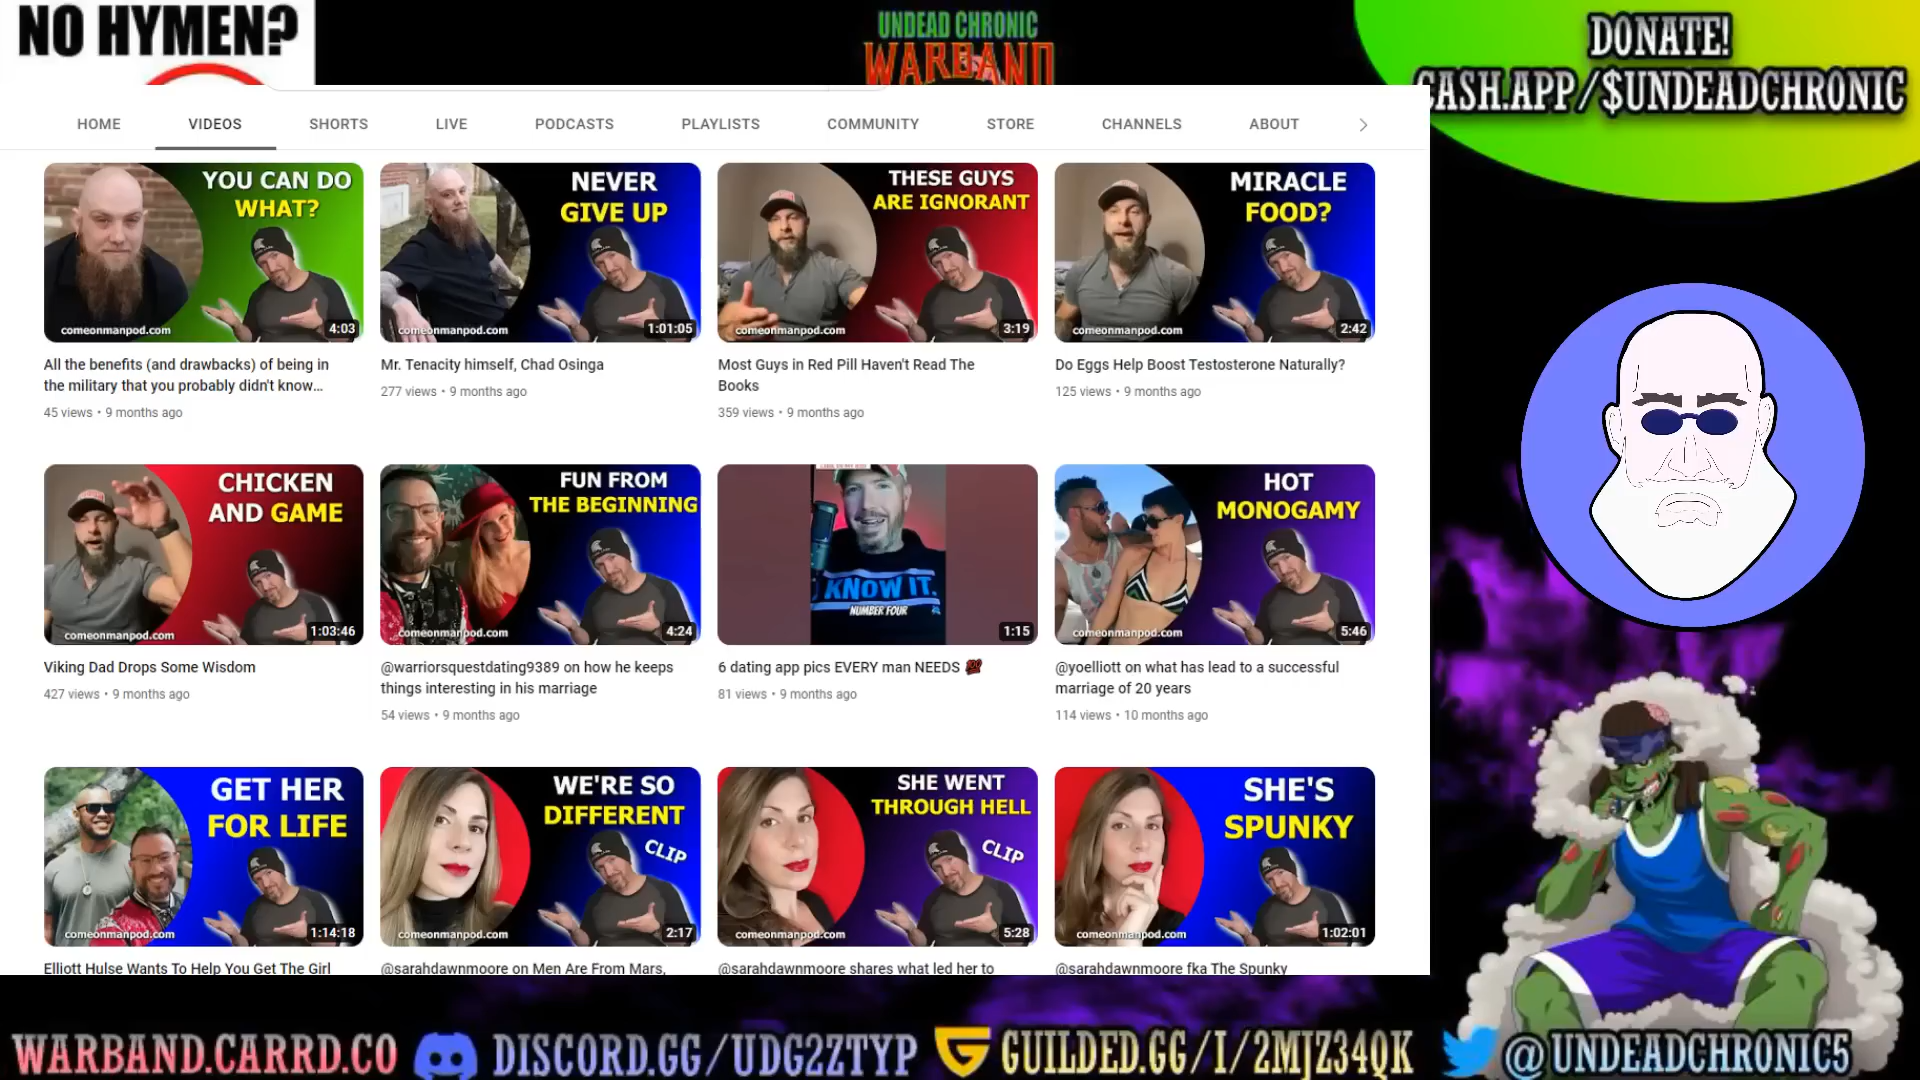 NO HYMEN?
UNDEAD CHRONIC
WARBAND
DONATE!
CASH.APP/$UNDEADCHRONIC
HOME VIDEOS SHORTS LIVE PODCASTS PLAYLISTS COMMUNITY STORE CHANNELS ABOUT
YOU CAN DO
WHAT?
comeonmanpod.com
4:03
NEVER
GIVE UP
comeonmanpod.com
1:01:05
THESE GUYS
ARE IGNORANT
comeonmanpod.com
3:19
MIRACLE
FOOD?
comeonmanpod.com
2:42
All the benefits (and drawbacks) of being in
the military that you probably didn't know...
45 views • 9 months ago
Mr. Tenacity himself, Chad Osinga
277 views • 9 months ago
Most Guys in Red Pill Haven't Read The
Books
359 views • 9 months ago
Do Eggs Help Boost Testosterone Naturally?
125 views • 9 months ago
CHICKEN
AND GAME
comeonmanpod.com
1:03:46
FUN FROM
THE BEGINNING
comeonmanpod.com
4:24
KNOW IT.
NUMBER FOUR
1:15
HOT
MONOGAMY
comeonmanpod.com
5:46
Viking Dad Drops Some Wisdom
427 views • 9 months ago
@warriorsquestdating9389 on how he keeps
things interesting in his marriage
54 views • 9 months ago
6 dating app pics EVERY man NEEDS 💯
81 views • 9 months ago
@yoelliott on what has lead to a successful
marriage of 20 years
114 views • 10 months ago
GET HER
FOR LIFE
comeonmanpod.com
1:14:18
WE'RE SO
DIFFERENT
CLIP
comeonmanpod.com
2:17
SHE WENT
THROUGH HELL
CLIP
comeonmanpod.com
5:28
SHE'S
SPUNKY
comeonmanpod.com
1:02:01
Elliott Hulse Wants To Help You Get The Girl
@sarahdawnmoore on Men Are From Mars,
@sarahdawnmoore shares what led her to
@sarahdawnmoore fka The Spunky
WARBAND.CARRD.CO
DISCORD.GG/UDG2ZTYP
GUILDED.GG/I/2MJZ34QK
@UNDEADCHRONIC5